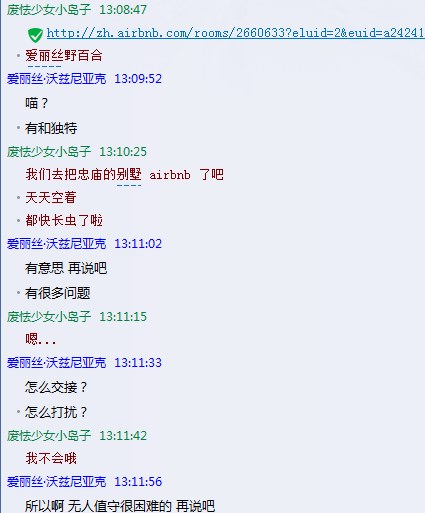 废怯少女小岛子 13:08:47
http://zh.airbnb.com/rooms/2660633?eluid=2&euid=a24241
爱丽丝野百合
爱丽丝·沃兹尼亚克 13:09:52
喵？
有和独特
废怯少女小岛子 13:10:25
我们去把忠庙的别墅 airbnb 了吧
天天空着
都快长虫了啦
爱丽丝·沃兹尼亚克 13:11:02
有意思 再说吧
有很多问题
废怯少女小岛子 13:11:15
嗯...
爱丽丝·沃兹尼亚克 13:11:33
怎么交接？
怎么打扰？
废怯少女小岛子 13:11:42
我不会哦
爱丽丝·沃兹尼亚克 13:11:56
所以啊 无人值守很困难的 再说吧